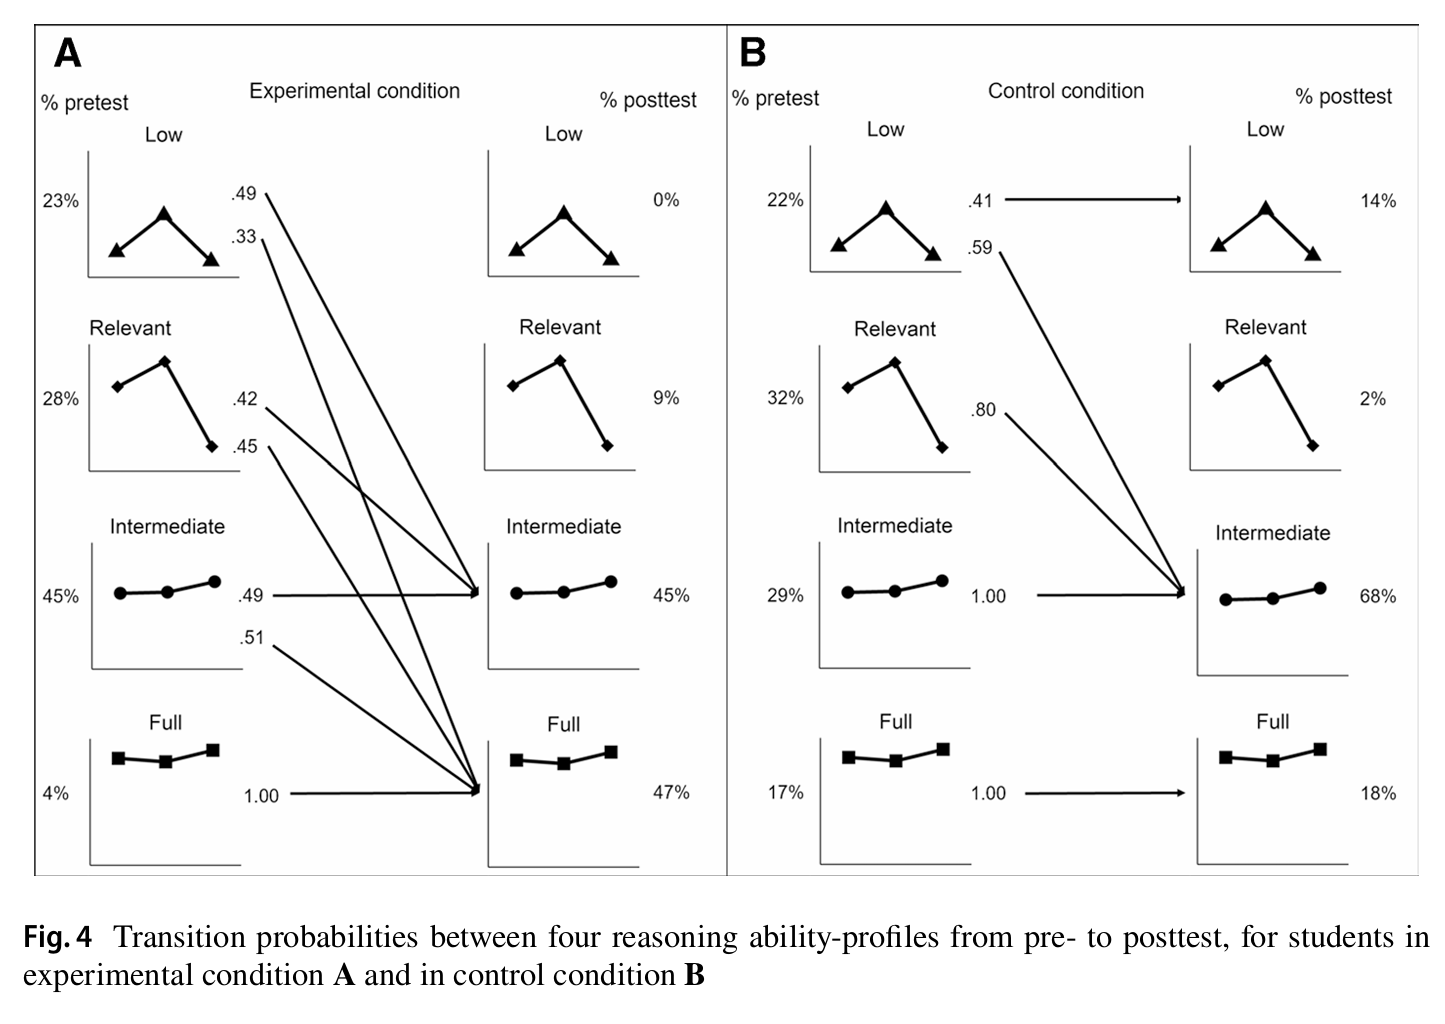 A
Experimental condition
% pretest
% posttest
Low
Low
23%
.49
.33
0%
Relevant
Relevant
28%
.42
.45
9%
Intermediate
Intermediate
45%
.49
.51
45%
Full
Full
4%
1.00
47%
B
Control condition
% pretest
% posttest
Low
Low
22%
.41
.59
14%
Relevant
Relevant
32%
.80
2%
Intermediate
Intermediate
29%
1.00
68%
Full
Full
17%
1.00
18%
Fig. 4 Transition probabilities between four reasoning ability-profiles from pre- to posttest, for students in
experimental condition A and in control condition B